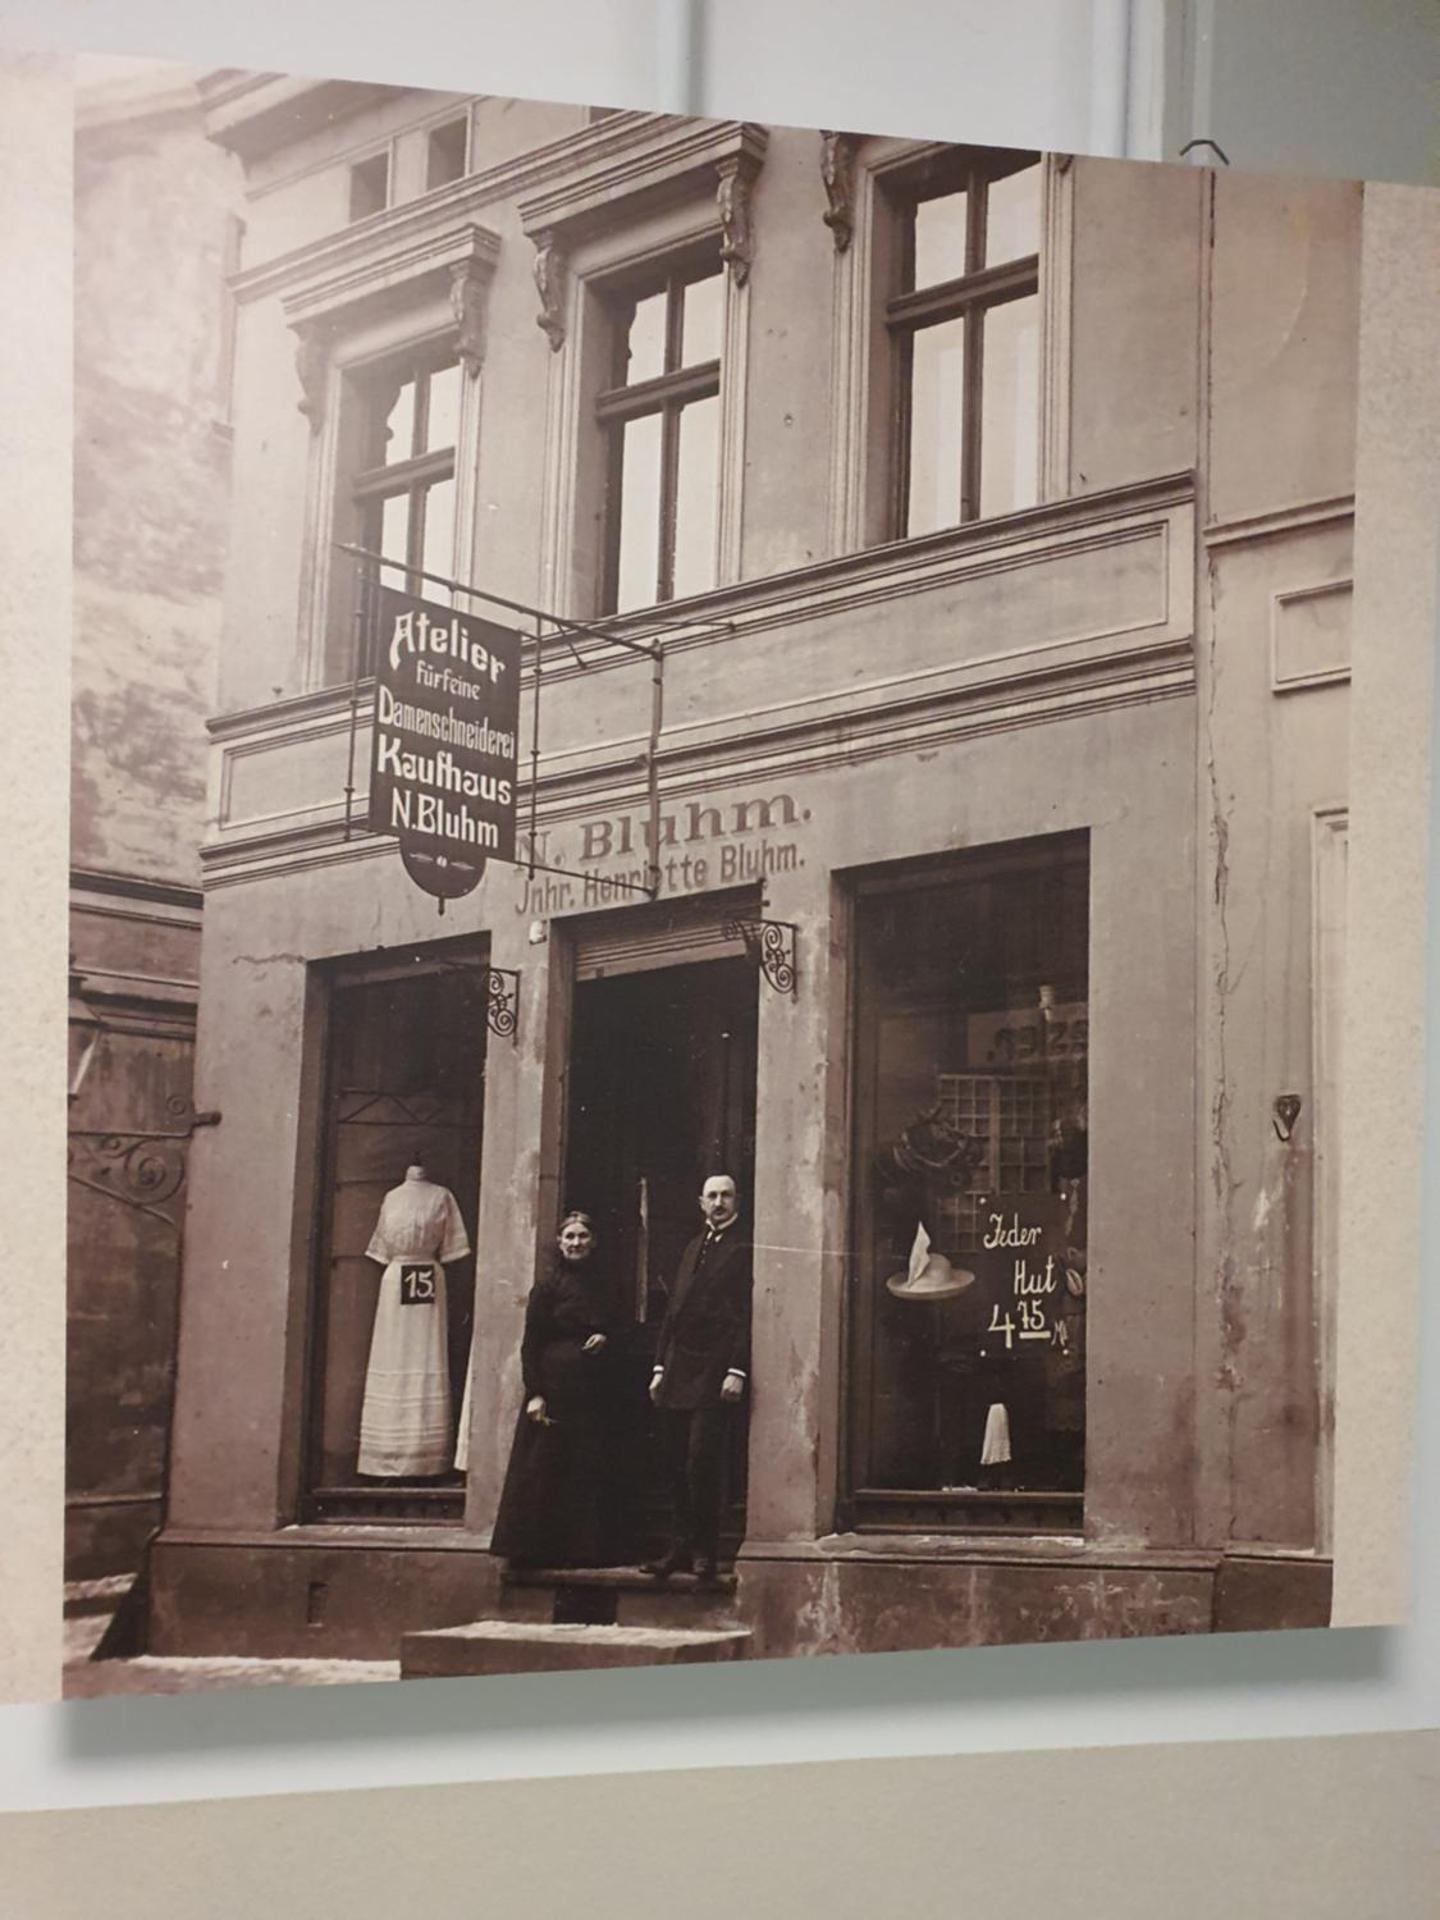 Atelier
für feine
Damenschneiderei
Kaufhaus
N. Bluhm
N. Bluhm.
Jnhr. Henriette Bluhm.
15.
Jeder
Hut
4 75 M